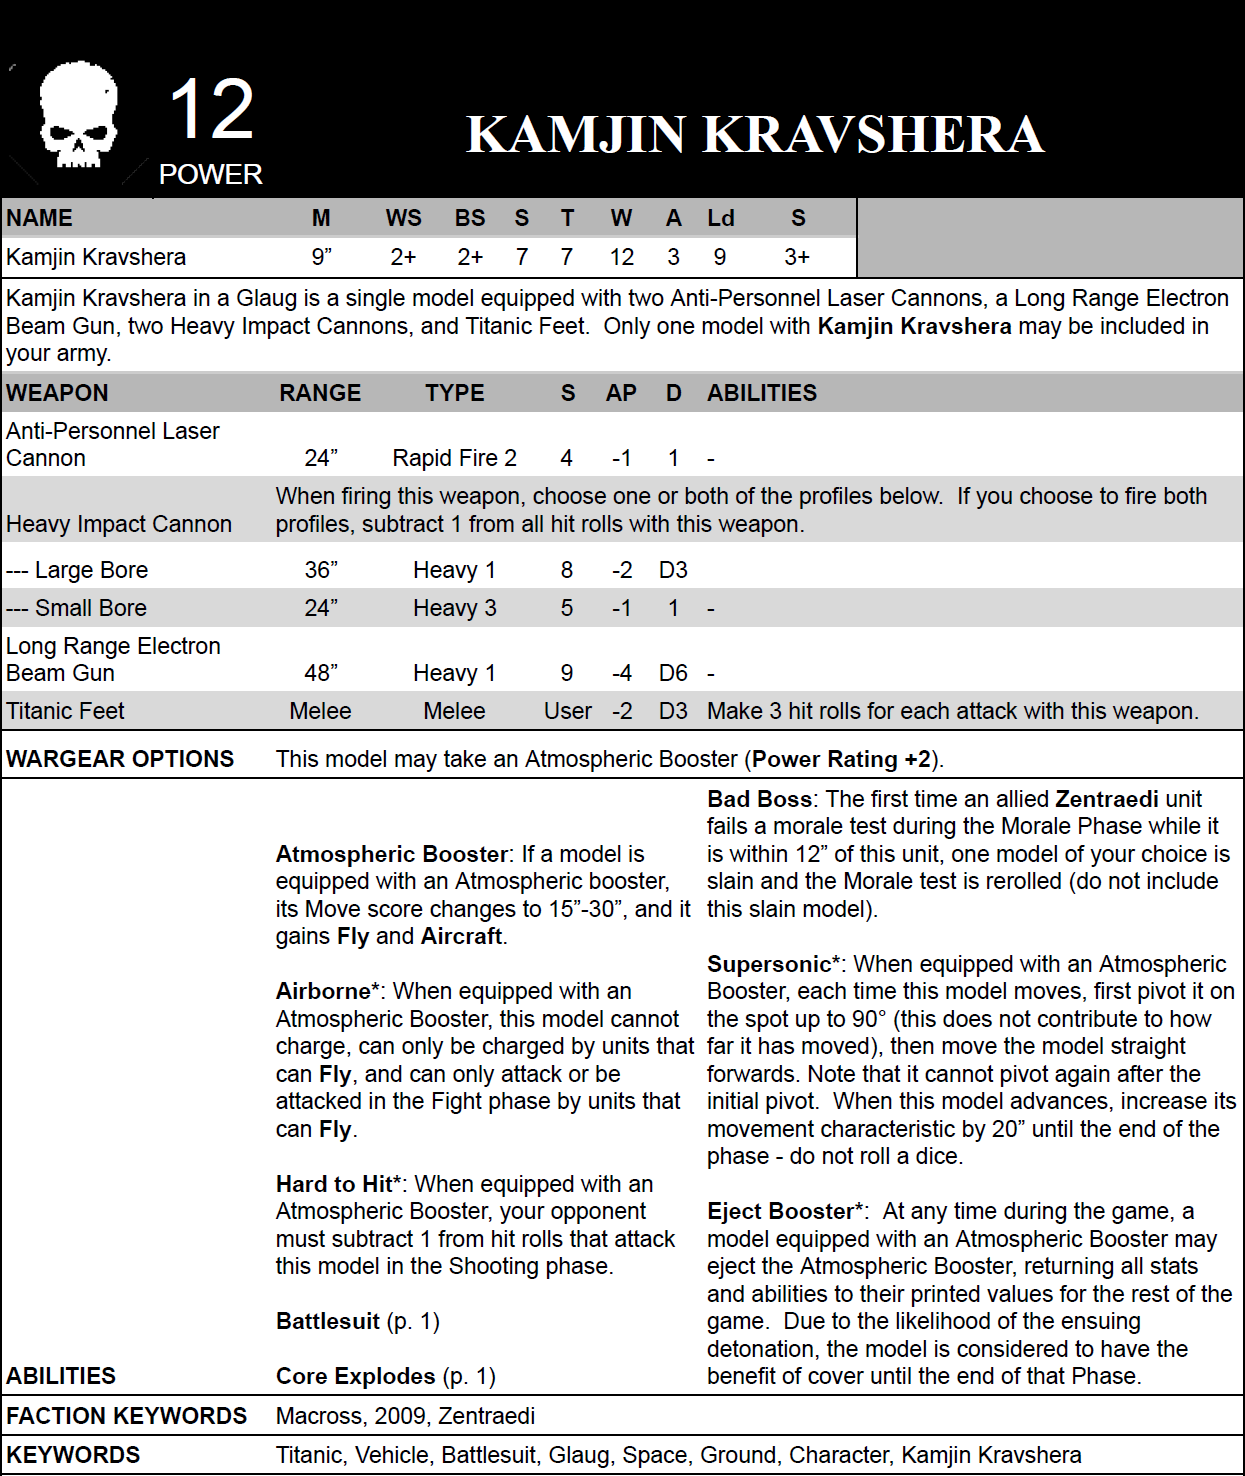 12
POWER
KAMJIN KRAVSHERA
NAME M WS BS S T W A Ld S
Kamjin Kravshera 9” 2+ 2+ 7 7 12 3 9 3+
Kamjin Kravshera in a Glaug is a single model equipped with two Anti-Personnel Laser Cannons, a Long Range Electron
Beam Gun, two Heavy Impact Cannons, and Titanic Feet. Only one model with Kamjin Kravshera may be included in
your army.
WEAPON RANGE TYPE S AP D ABILITIES
Anti-Personnel Laser
Cannon 24” Rapid Fire 2 4 -1 1 -
When firing this weapon, choose one or both of the profiles below. If you choose to fire both
Heavy Impact Cannon profiles, subtract 1 from all hit rolls with this weapon.
--- Large Bore 36” Heavy 1 8 -2 D3
--- Small Bore 24” Heavy 3 5 -1 1 -
Long Range Electron
Beam Gun 48” Heavy 1 9 -4 D6 -
Titanic Feet Melee Melee User -2 D3 Make 3 hit rolls for each attack with this weapon.
WARGEAR OPTIONS This model may take an Atmospheric Booster (Power Rating +2).
ABILITIES
Atmospheric Booster: If a model is
equipped with an Atmospheric booster,
its Move score changes to 15”-30”, and it
gains Fly and Aircraft.
Airborne*: When equipped with an
Atmospheric Booster, this model cannot
charge, can only be charged by units that
can Fly, and can only attack or be
attacked in the Fight phase by units that
can Fly.
Hard to Hit*: When equipped with an
Atmospheric Booster, your opponent
must subtract 1 from hit rolls that attack
this model in the Shooting phase.
Battlesuit (p. 1)
Core Explodes (p. 1)
Bad Boss: The first time an allied Zentraedi unit
fails a morale test during the Morale Phase while it
is within 12” of this unit, one model of your choice is
slain and the Morale test is rerolled (do not include
this slain model).
Supersonic*: When equipped with an Atmospheric
Booster, each time this model moves, first pivot it on
the spot up to 90° (this does not contribute to how
far it has moved), then move the model straight
forwards. Note that it cannot pivot again after the
initial pivot. When this model advances, increase its
movement characteristic by 20” until the end of the
phase - do not roll a dice.
Eject Booster*: At any time during the game, a
model equipped with an Atmospheric Booster may
eject the Atmospheric Booster, returning all stats
and abilities to their printed values for the rest of the
game. Due to the likelihood of the ensuing
detonation, the model is considered to have the
benefit of cover until the end of that Phase.
FACTION KEYWORDS Macross, 2009, Zentraedi
KEYWORDS Titanic, Vehicle, Battlesuit, Glaug, Space, Ground, Character, Kamjin Kravshera